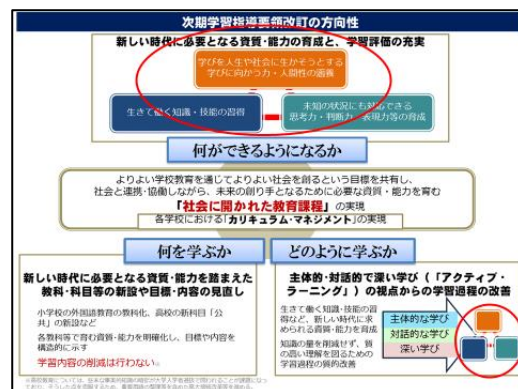 次期学習指導要領改訂の方向性
新しい時代に必要となる資質・能力の育成と、学習評価の充実
学びを人生や社会に生かそうとする
学びに向かう力・人間性の涵養
生きて働く知識・技能の習得
未知の状況にも対応できる
思考力・判断力・表現力等の育成
何ができるようになるか
よりよい学校教育を通じてよりよい社会を創るという目標を共有し、
社会と連携・協働しながら、未来の創り手となるために必要な資質・能力を育む
「社会に開かれた教育課程」の実現
各学校における「カリキュラム・マネジメント」の実現
何を学ぶか
新しい時代に必要となる資質・能力を踏まえた
教科・科目等の新設や目標・内容の見直し
小学校の外国語教育の教科化、高校の新科目「公
共」の新設など
各教科等で育む資質・能力を明確化し、目標や内容を
構造的に示す
学習内容の削減は行わない※
どのように学ぶか
主体的・対話的で深い学び(「アクティブ・
ラーニング」)の視点からの学習過程の改善
生きて働く知識・技能の習
得など、新しい時代に求
められる資質・能力を育成
知識の量を削減せず、質
の高い理解を図るための
学習過程の質的改善
主体的な学び
対話的な学び
深い学び